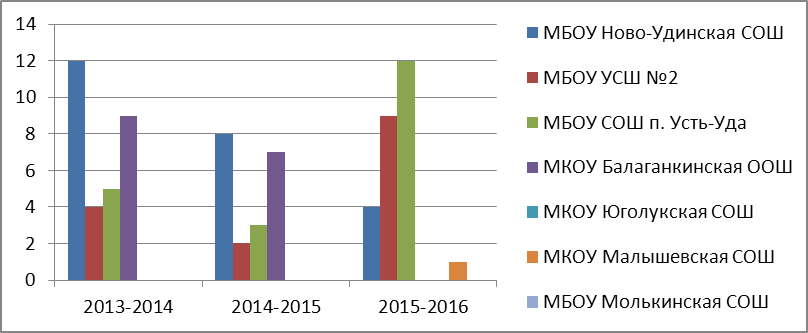 14
12
10
8
6
4
2
0
2013-2014 2014-2015 2015-2016
МБОУ Ново-Удинская СОШ
МБОУ УСШ №2
МБОУ СОШ п. Усть-Уда
МКОУ Балаганкинская ООШ
МКОУ Юголукская СОШ
МКОУ Малышевская СОШ
МБОУ Молькинская СОШ